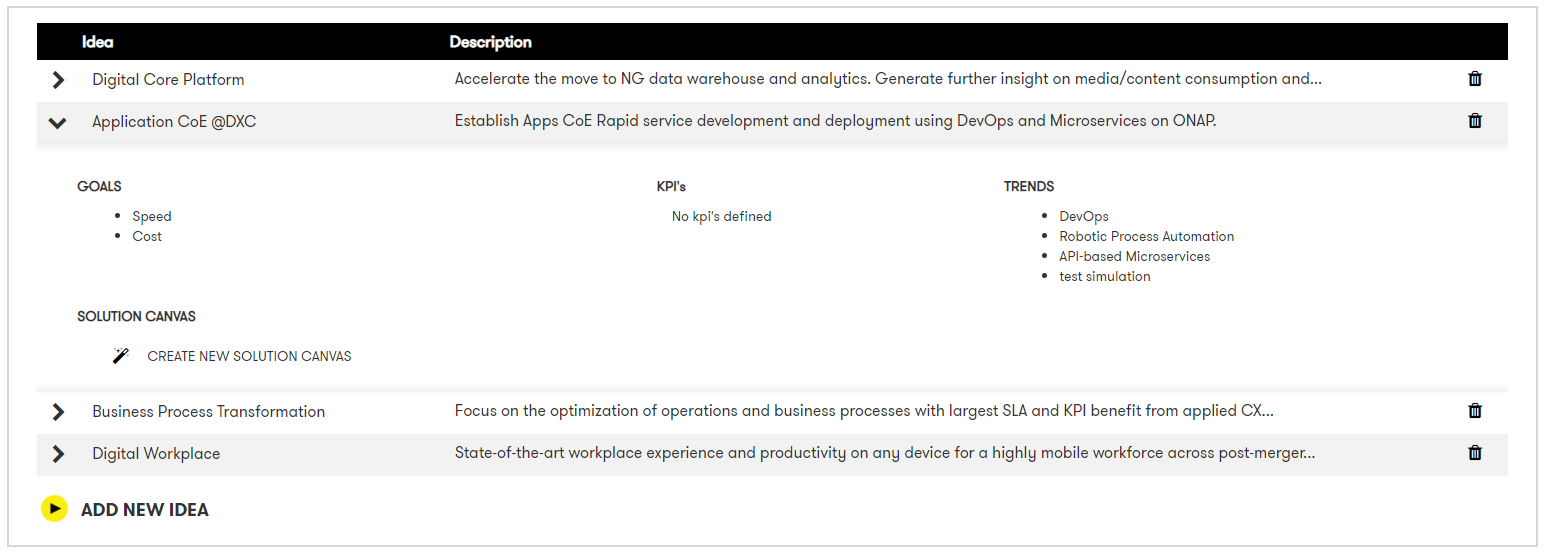 Idea Description
Digital Core Platform Accelerate the move to NG data warehouse and analytics. Generate further insight on media/content consumption and...
Application CoE @DXC Establish Apps CoE Rapid service development and deployment using DevOps and Microservices on ONAP.
GOALS KPI's TRENDS
Speed No kpi's defined DevOps
Cost Robotic Process Automation
API-based Microservices
test simulation
SOLUTION CANVAS
CREATE NEW SOLUTION CANVAS
Business Process Transformation Focus on the optimization of operations and business processes with largest SLA and KPI benefit from applied CX...
Digital Workplace State-of-the-art workplace experience and productivity on any device for a highly mobile workforce across post-merger...
ADD NEW IDEA